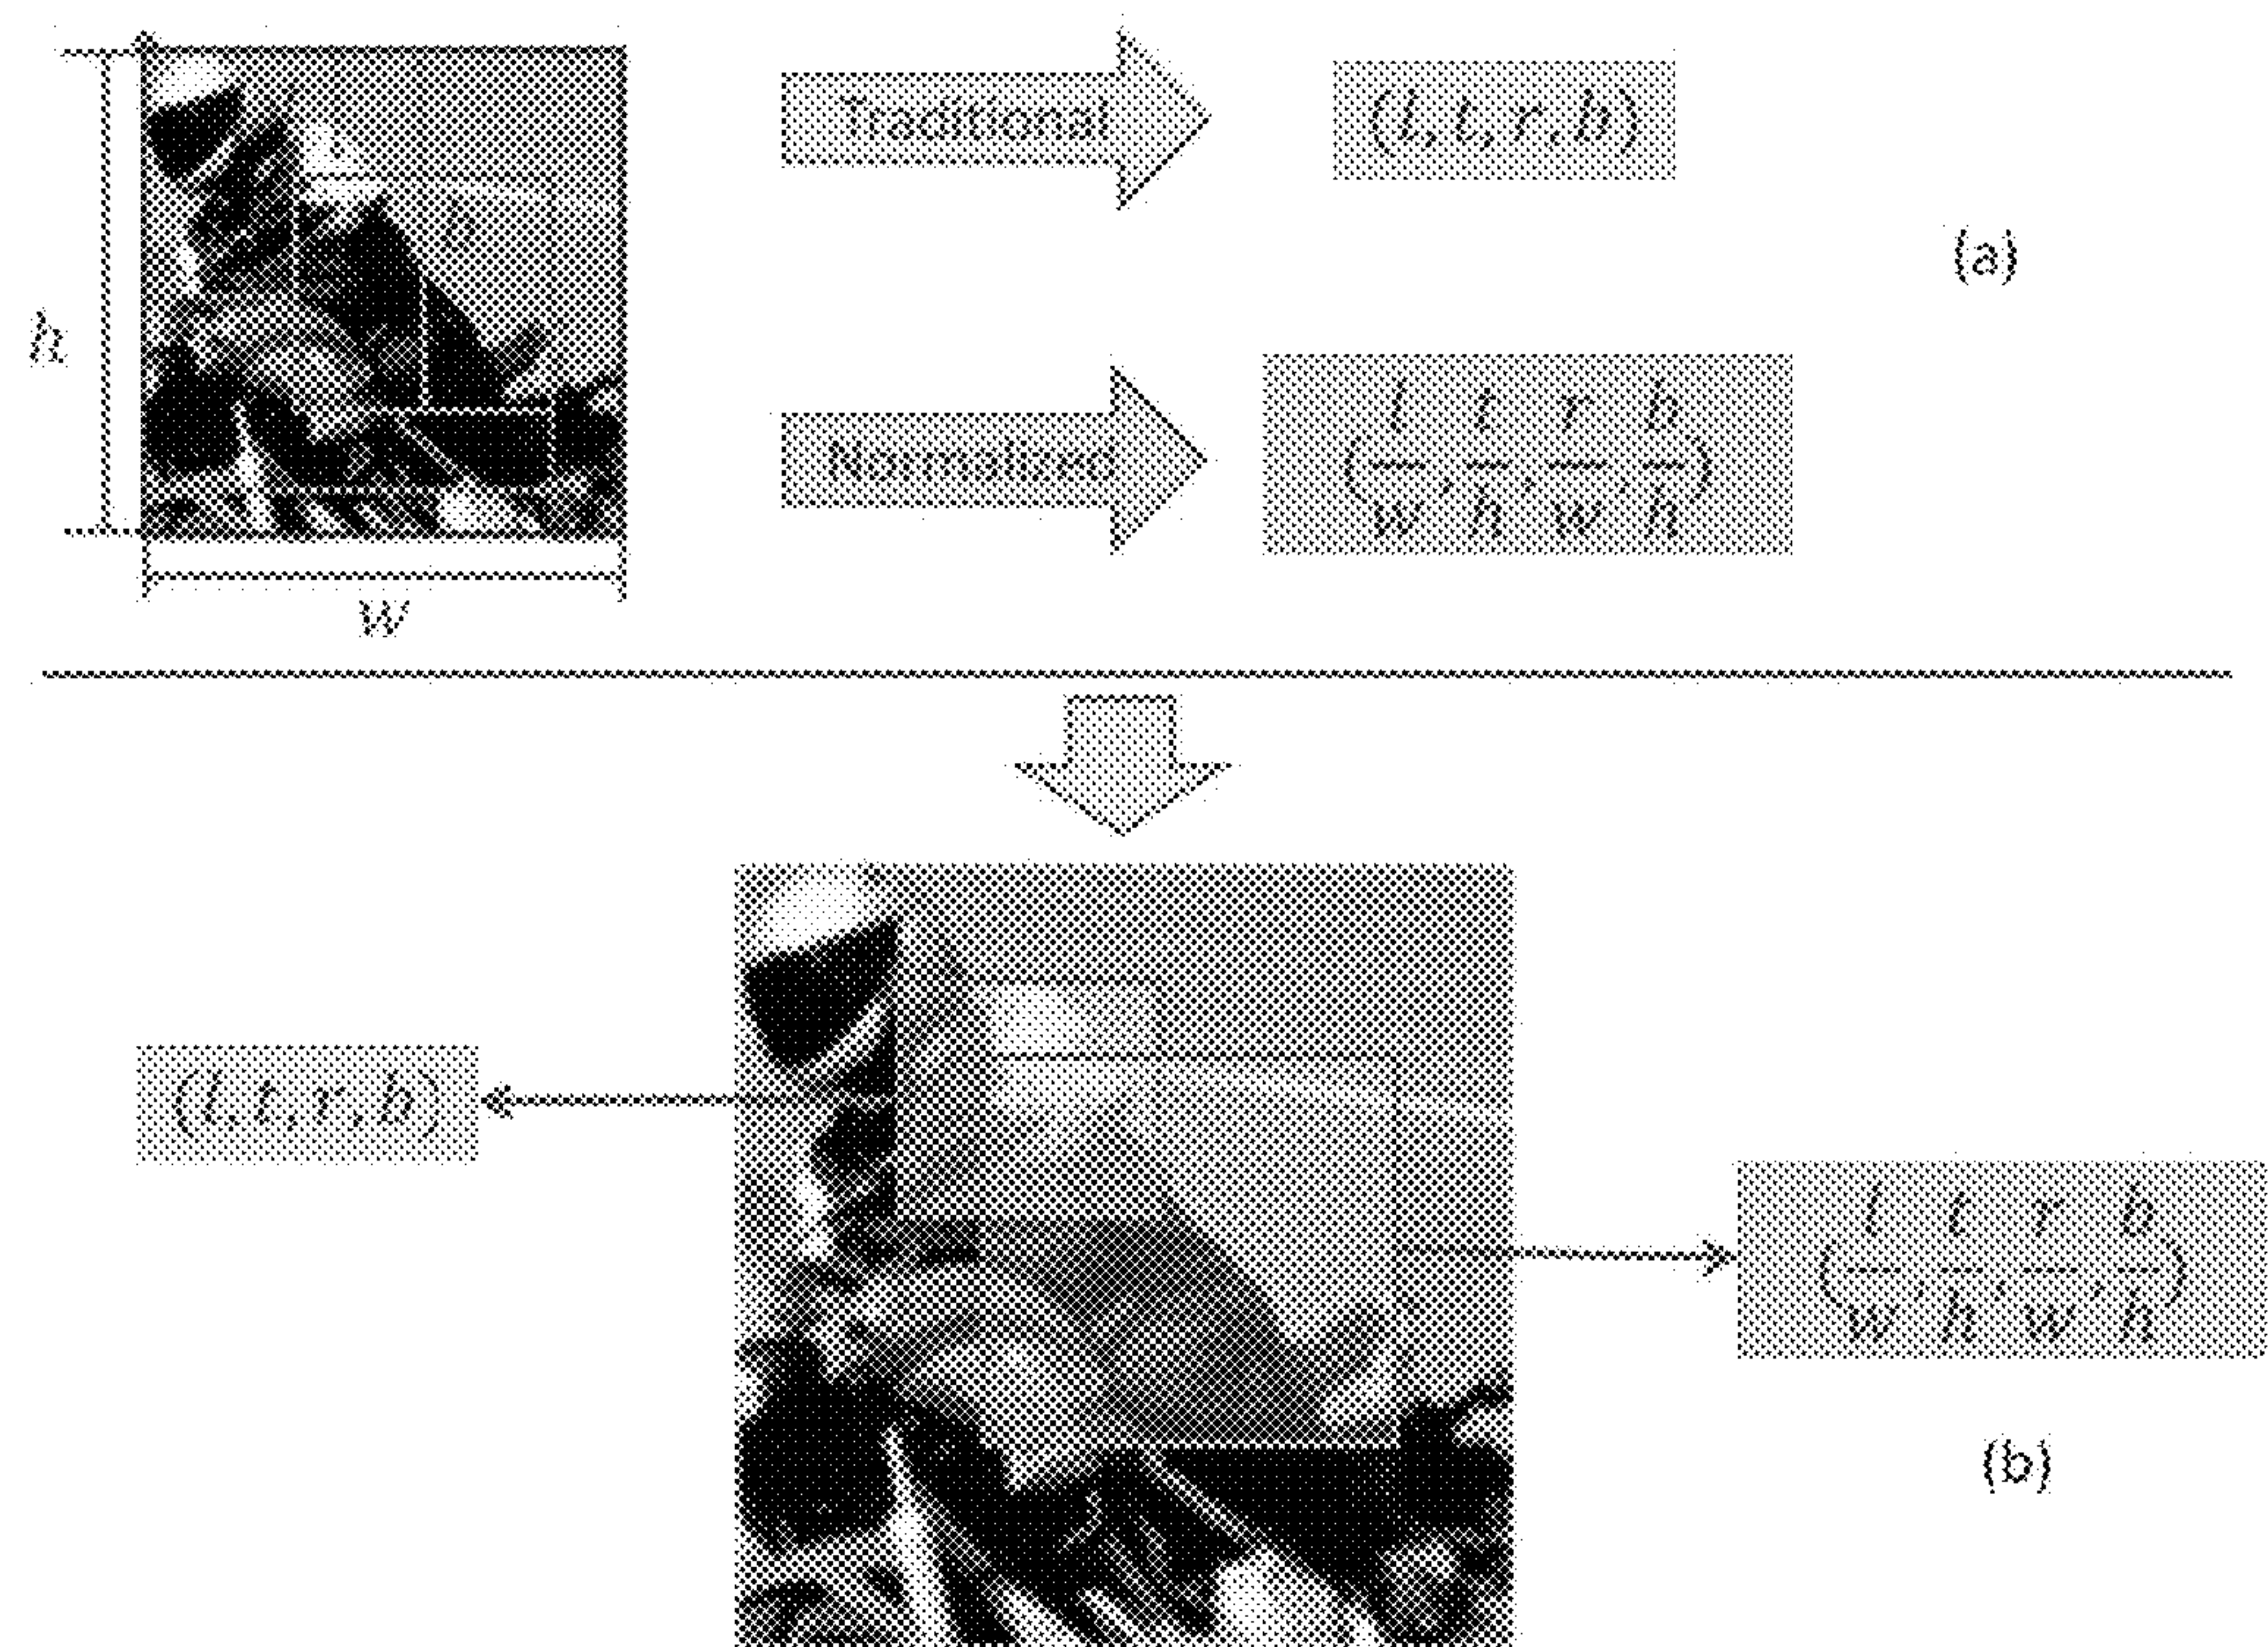 Traditional
(l, t, r, b)
(a)
h
Normalized
(l/w, t/h, r/w, b/h)
w
(l, t, r, b)
(l/w, t/h, r/w, b/h)
(b)